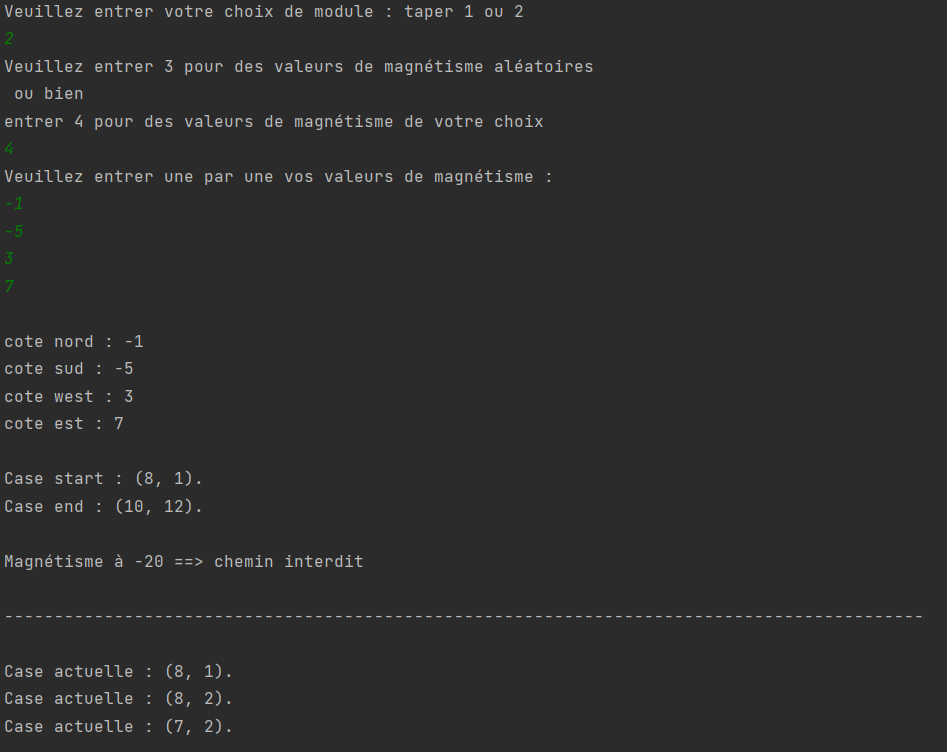 Veuillez entrer votre choix de module : taper 1 ou 2
2
Veuillez entrer 3 pour des valeurs de magnétisme aléatoires
ou bien
entrer 4 pour des valeurs de magnétisme de votre choix
4
Veuillez entrer une par une vos valeurs de magnétisme :
-1
-5
3
7
cote nord : -1
cote sud : -5
cote west : 3
cote est : 7
Case start : (8, 1).
Case end : (10, 12).
Magnétisme à -20 ==> chemin interdit
--------------------------------------------------------------------------------------------
Case actuelle : (8, 1).
Case actuelle : (8, 2).
Case actuelle : (7, 2).